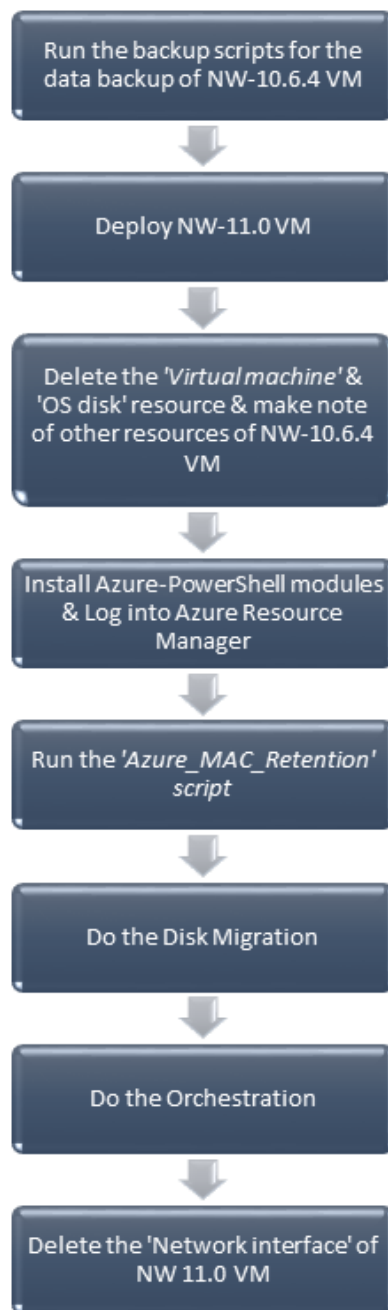 Run the backup scripts for the
data backup of NW-10.6.4 VM
Deploy NW-11.0 VM
Delete the 'Virtual machine' &
'OS disk' resource & make note
of other resources of NW-10.6.4
VM
Install Azure-PowerShell modules
& Log into Azure Resource
Manager
Run the 'Azure_MAC_Retention'
script
Do the Disk Migration
Do the Orchestration
Delete the 'Network interface' of
NW 11.0 VM